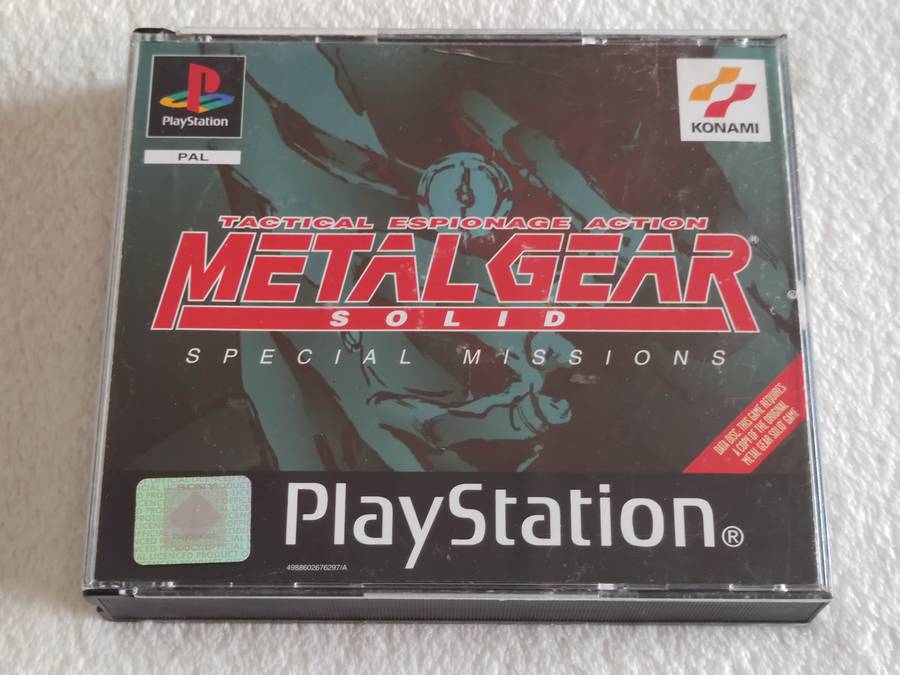 PlayStation
PAL
KONAMI
TACTICAL ESPIONAGE ACTION
METAL GEAR®
SOLID
SPECIAL MISSIONS
DATA DISC: THIS GAME REQUIRES
A COPY OF THE ORIGINAL
'METAL GEAR SOLID' GAME
PlayStation®
PlayStation
4988602676297/A